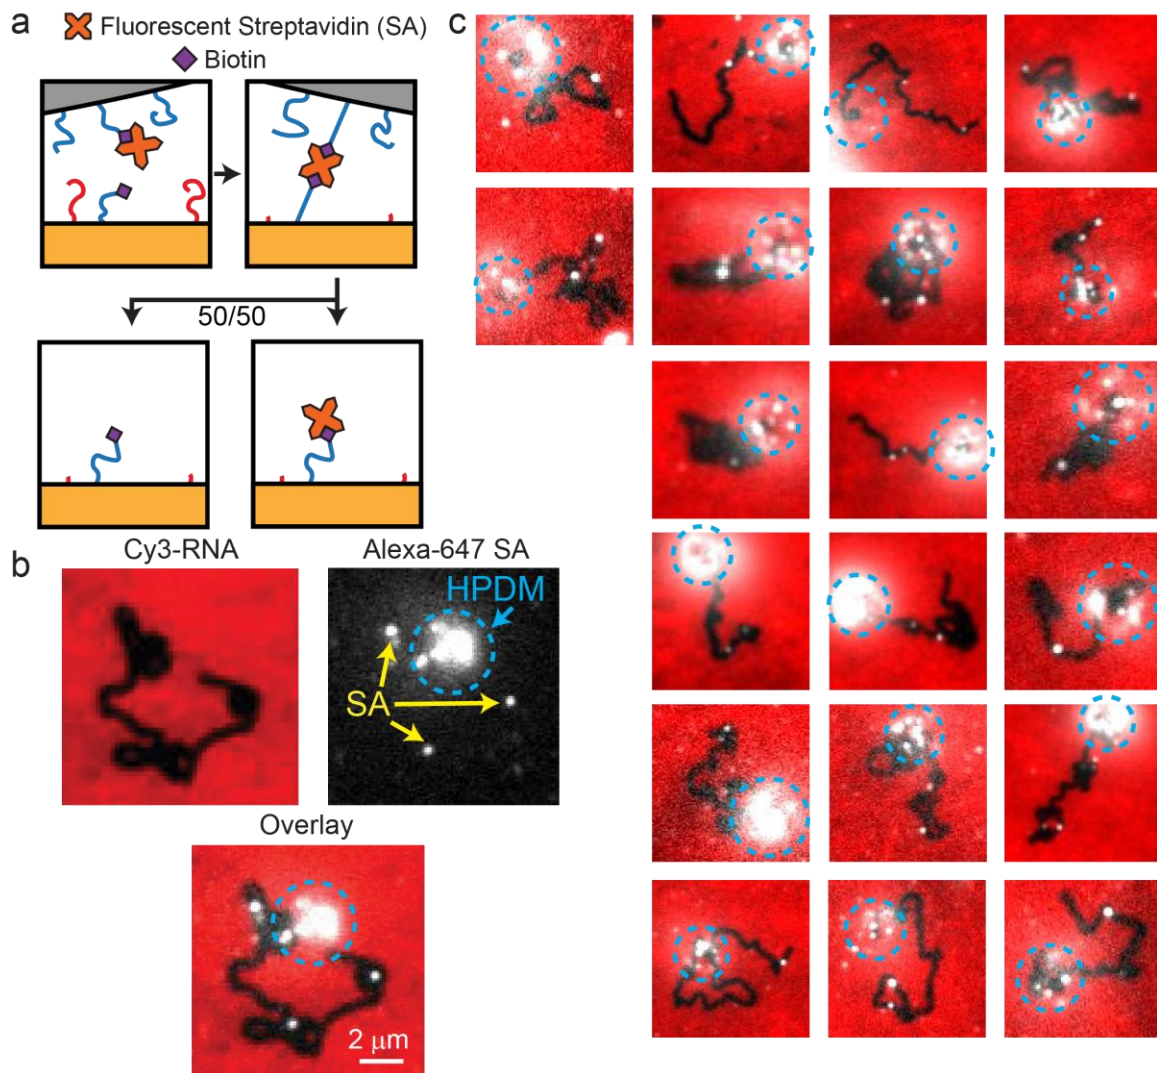 a
Fluorescent Streptavidin (SA)
Biotin
50/50
b
Cy3-RNA
Alexa-647 SA
HPDM
SA
Overlay
2 μm
c